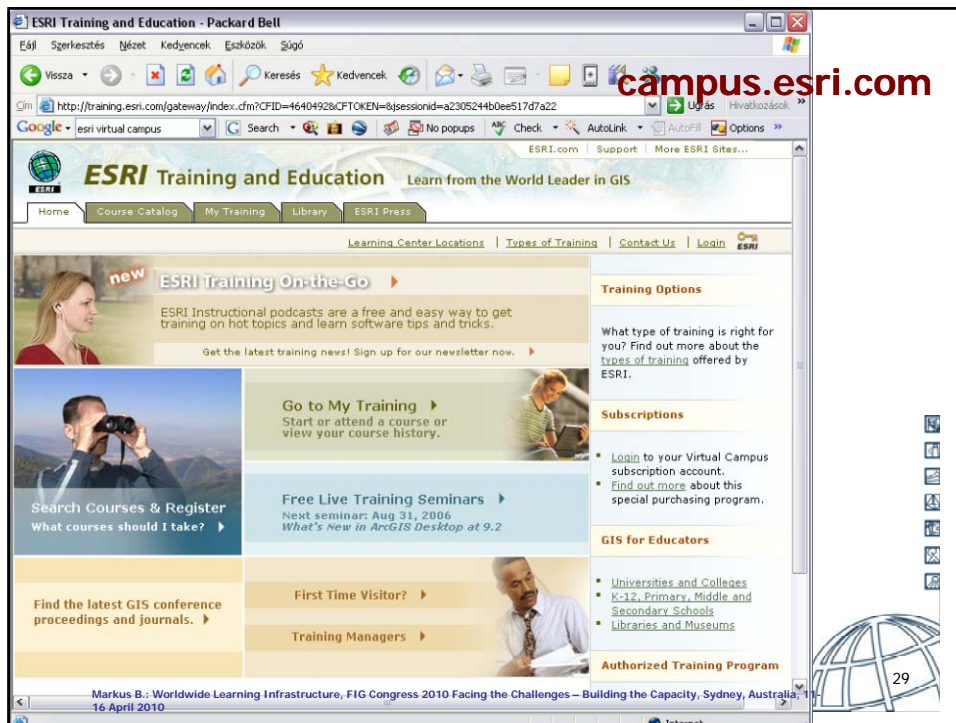 ESRI Training and Education - Packard Bell
Fájl Szerkesztés Nézet Kedvencek Eszközök Súgó
Vissza Keresés Kedvencek
campus.esri.com
Cím http://training.esri.com/gateway/index.cfm?CFID=4640492&CFTOKEN=&jsessionid=a2305244b0ee517d7a22 Ugrás Hivatkozások »
Google esri virtual campus Search No popups Check AutoLink AutoFill Options »
ESRI.com Support More ESRI Sites...
ESRI
ESRI Training and Education Learn from the World Leader in GIS
Home Course Catalog My Training Library ESRI Press
Learning Center Locations | Types of Training | Contact Us | Login ESRI
new
ESRI Training On-the-Go
ESRI Instructional podcasts are a free and easy way to get
training on hot topics and learn software tips and tricks.
Get the latest training news! Sign up for our newsletter now.
Search Courses & Register
What courses should I take?
Go to My Training
Start or attend a course or
view your course history.
Free Live Training Seminars
Next seminar: Aug 31, 2006
What's New in ArcGIS Desktop at 9.2
Find the latest GIS conference
proceedings and journals.
First Time Visitor?
Training Managers
Training Options
What type of training is right for
you? Find out more about the
types of training offered by
ESRI.
Subscriptions
Login to your Virtual Campus
subscription account.
Find out more about this
special purchasing program.
GIS for Educators
Universities and Colleges
K-12, Primary, Middle and
Secondary Schools
Libraries and Museums
Authorized Training Program
Markus B.: Worldwide Learning Infrastructure, FIG Congress 2010 Facing the Challenges – Building the Capacity, Sydney, Australia, 11-
16 April 2010
29
Internet